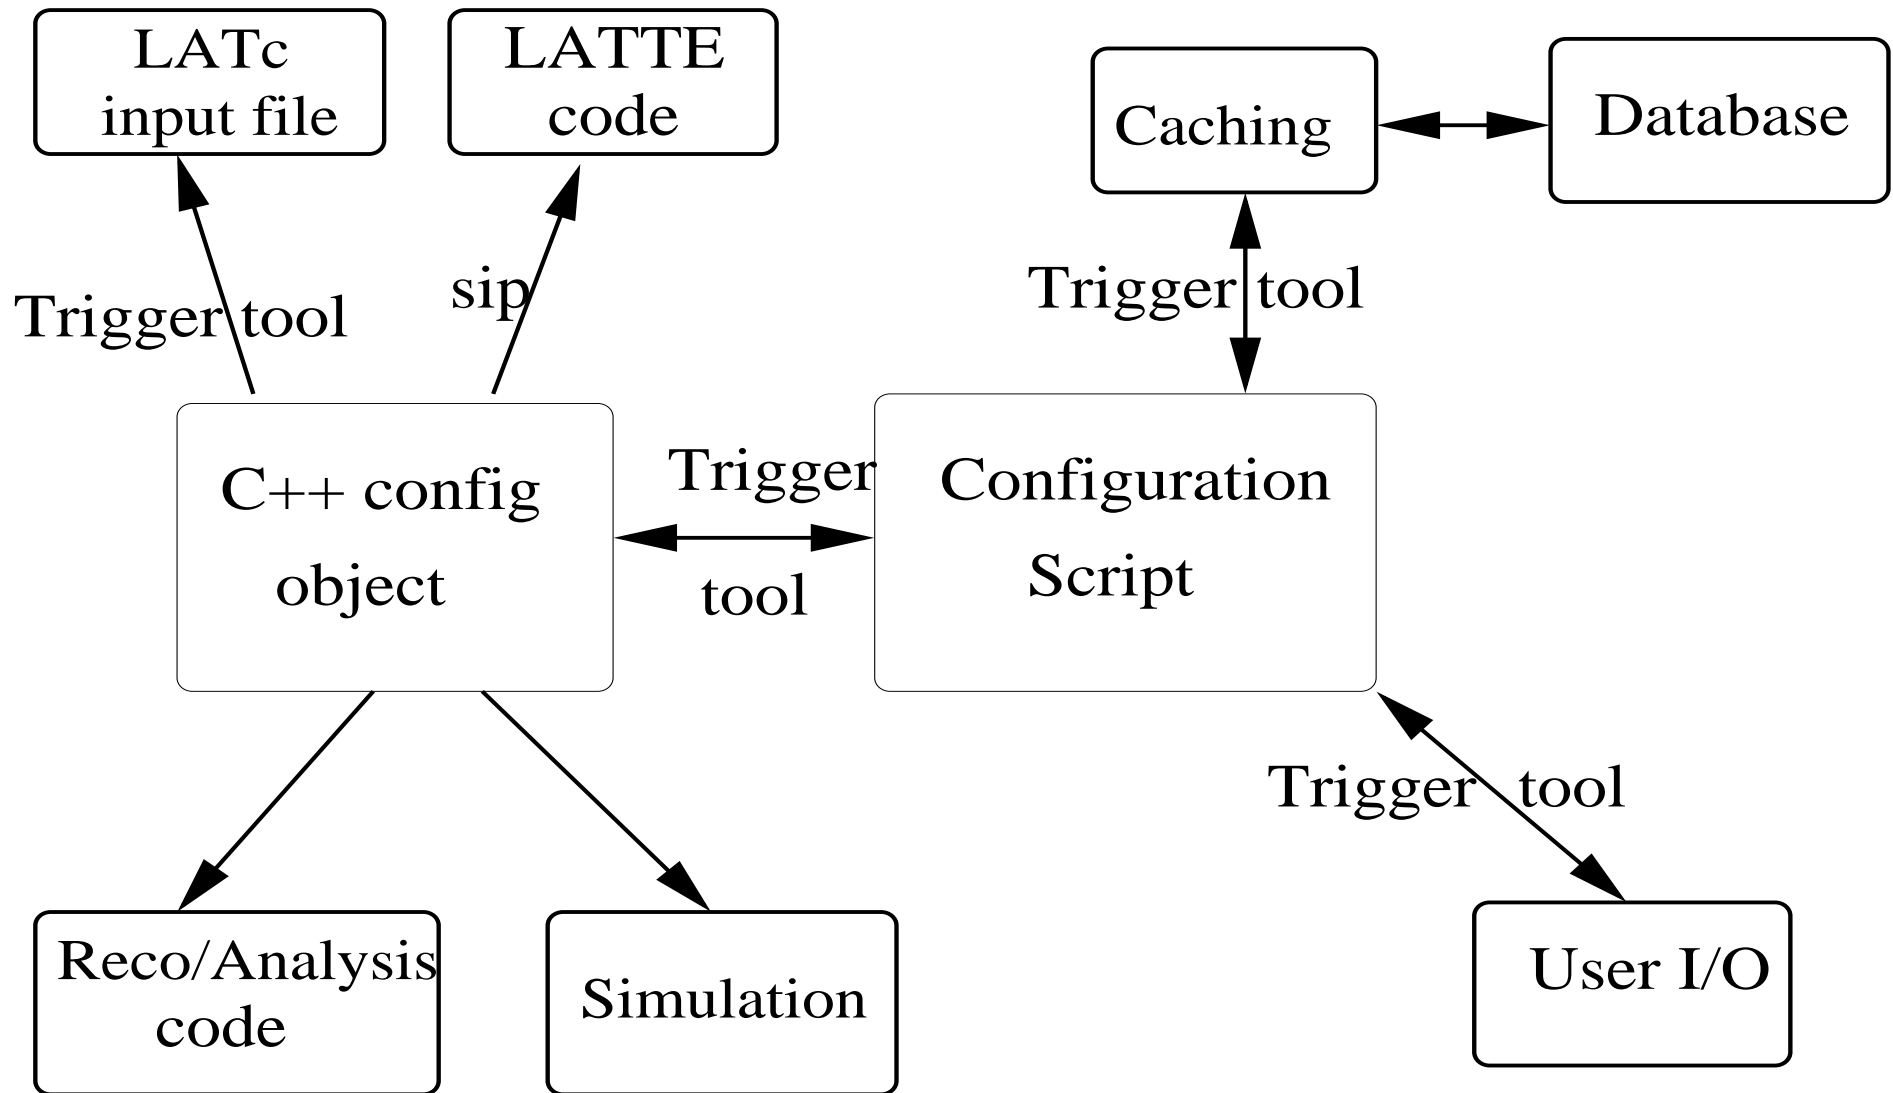 LATc
input file
LATTE
code
Caching
Database
Trigger tool
sip
Trigger tool
C++ config
object
Trigger
tool
Configuration
Script
Trigger tool
Reco/Analysis
code
Simulation
User I/O